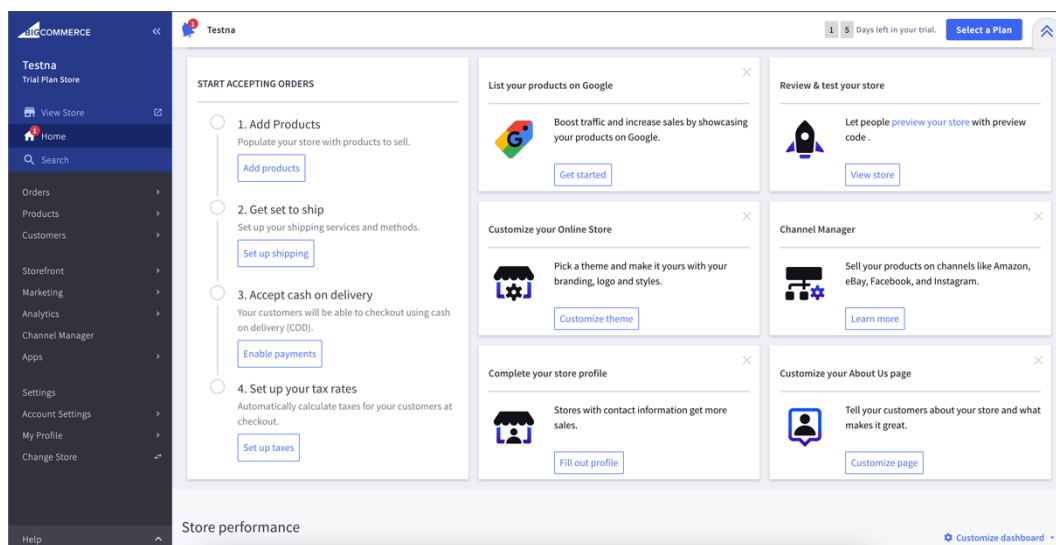 BIGCOMMERCE
Testna
Trial Plan Store
View Store
1
Home
Search
Orders
Products
Customers
Storefront
Marketing
Analytics
Channel Manager
Apps
Settings
Account Settings
My Profile
Change Store
Help
1
Testna
1 5 Days left in your trial.
Select a Plan
START ACCEPTING ORDERS
1. Add Products
Populate your store with products to sell.
Add products
2. Get set to ship
Set up your shipping services and methods.
Set up shipping
3. Accept cash on delivery
Your customers will be able to checkout using cash
on delivery (COD).
Enable payments
4. Set up your tax rates
Automatically calculate taxes for your customers at
checkout.
Set up taxes
List your products on Google
G
Boost traffic and increase sales by showcasing
your products on Google.
Get started
Review & test your store
Let people preview your store with preview
code .
View store
Customize your Online Store
Pick a theme and make it yours with your
branding, logo and styles.
Customize theme
Channel Manager
Sell your products on channels like Amazon,
eBay, Facebook, and Instagram.
Learn more
Complete your store profile
Stores with contact information get more
sales.
Fill out profile
Customize your About Us page
Tell your customers about your store and what
makes it great.
Customize page
Store performance
Customize dashboard